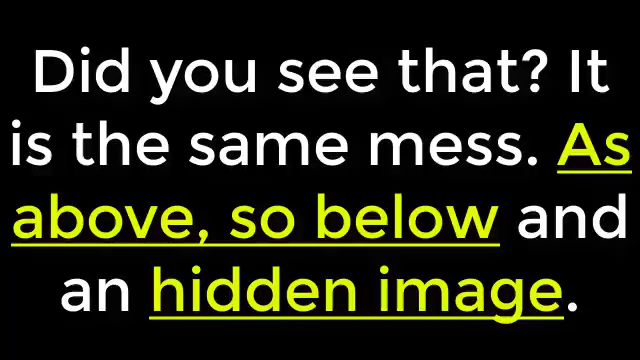 Did you see that? It
is the same mess. As
above, so below and
an hidden image.